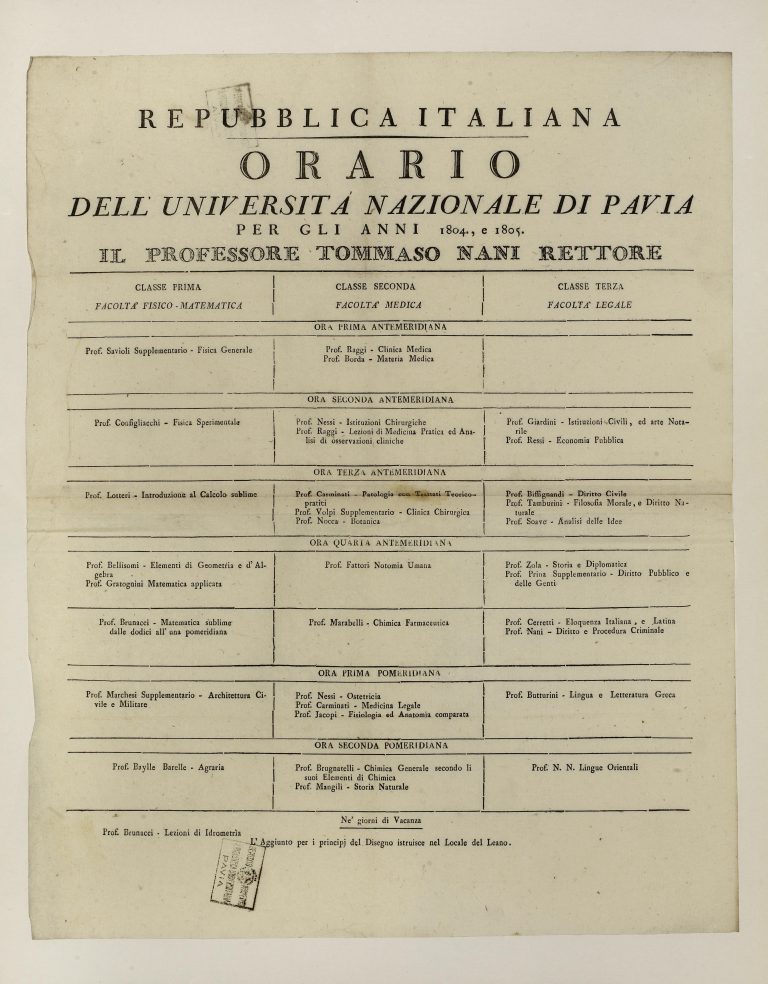 REPUBBLICA ITALIANA
ORARIO
DELL' UNIVERSITÁ NAZIONALE DI PAVIA
PER GLI ANNI 1804., e 1805.
IL PROFESSORE TOMMASO NANI RETTORE
CLASSE PRIMA
FACOLTA' FISICO-MATEMATICA
CLASSE SECONDA
FACOLTA' MEDICA
CLASSE TERZA
FACOLTA' LEGALE
ORA PRIMA ANTEMERIDIANA
Prof. Savioli Supplementario - Fisica Generale
Prof. Raggi - Clinica Medica
Prof. Borda - Materia Medica
ORA SECONDA ANTEMERIDIANA
Prof. Configliacchi - Fisica Sperimentale
Prof. Nessi - Istituzioni Chirurgiche
Prof. Raggi - Lezioni di Medicina Pratica ed Ana-
lisi di osservazioni cliniche
Prof. Giardini - Istituzioni Civili, ed arte Nota-
rile
Prof. Ressi - Economia Pubblica
ORA TERZA ANTEMERIDIANA
Prof. Lotteri - Introduzione al Calcolo sublime
Prof. Carminati - Patologia con Trattati Teorico-
pratici
Prof. Volpi Supplementario - Clinica Chirurgica
Prof. Nocca - Botanica
Prof. Biffignandi - Diritto Civile
Prof. Tamburini - Filosofia Morale, e Diritto Na-
turale
Prof. Soave - Analisi delle Idee
ORA QUARTA ANTEMERIDIANA
Prof. Bellisomi - Elementi di Geometria e d' Al-
gebra
Prof. Gratognini Matematica applicata
Prof. Fattori Notomia Umana
Prof. Zola - Storia e Diplomatica
Prof. Prina Supplementario - Diritto Pubblico e
delle Genti
Prof. Brunacci - Matematica sublime
dalle dodici all' una pomeridiana
Prof. Marabelli - Chimica Farmaceutica
Prof. Cerretti - Eloquenza Italiana, e Latina
Prof. Nani - Diritto e Procedura Criminale
ORA PRIMA POMERIDIANA
Prof. Marchesi Supplementario - Architettura Ci-
vile e Militare
Prof. Nessi - Ostetricia
Prof. Carminati - Medicina Legale
Prof. Jacopi - Fisiologia ed Anatomia comparata
Prof. Butturini - Lingua e Letteratura Greca
ORA SECONDA POMERIDIANA
Prof. Baylle Barelle - Agraria
Prof. Brugnatelli - Chimica Generale secondo li
suoi Elementi di Chimica
Prof. Mangili - Storia Naturale
Prof. N. N. Lingue Orientali
Ne' giorni di Vacanza
Prof. Brunacci - Lezioni di Idrometria
L' Aggiunto per i principj del Disegno istruisce nel Locale del Leano.
PAVIA